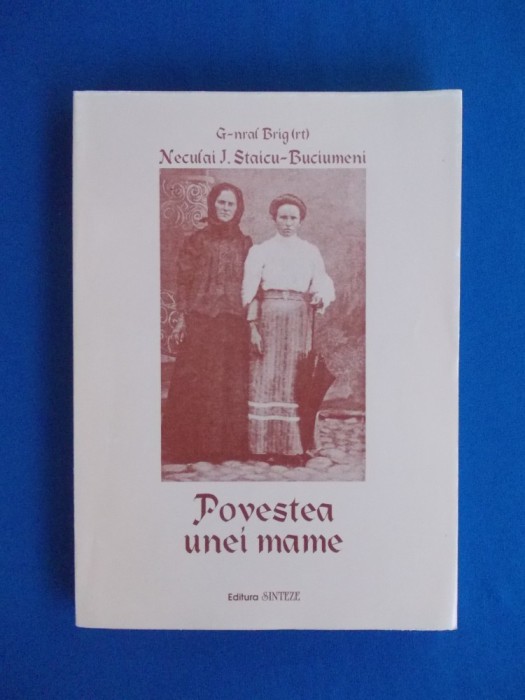 G-nral Brig (rt)
Neculai I. Staicu-Buciumeni
Povestea
unei mame
Editura SINTEZE